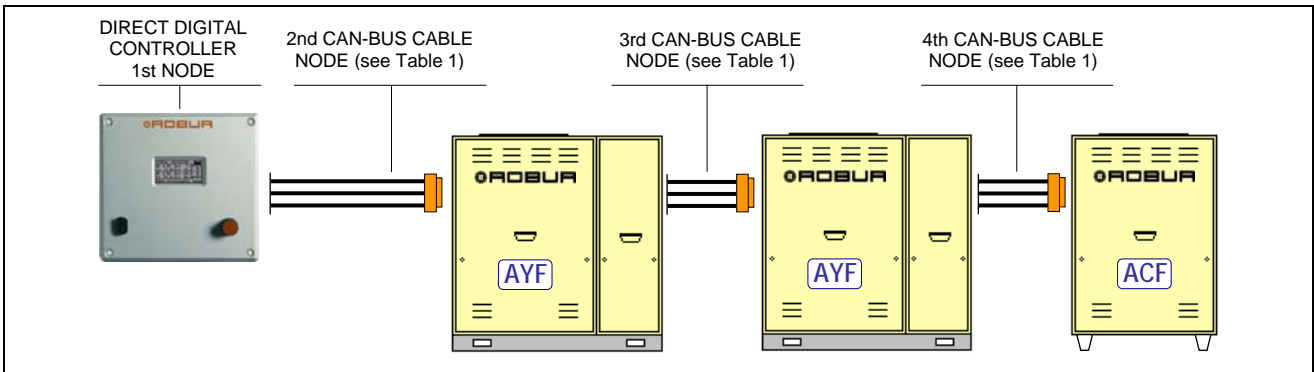 DIRECT DIGITAL
CONTROLLER
1st NODE
2nd CAN-BUS CABLE
NODE (see Table 1)
3rd CAN-BUS CABLE
NODE (see Table 1)
4th CAN-BUS CABLE
NODE (see Table 1)
ROBUR
ROBUR
ROBUR
ROBUR
AYF
AYF
ACF